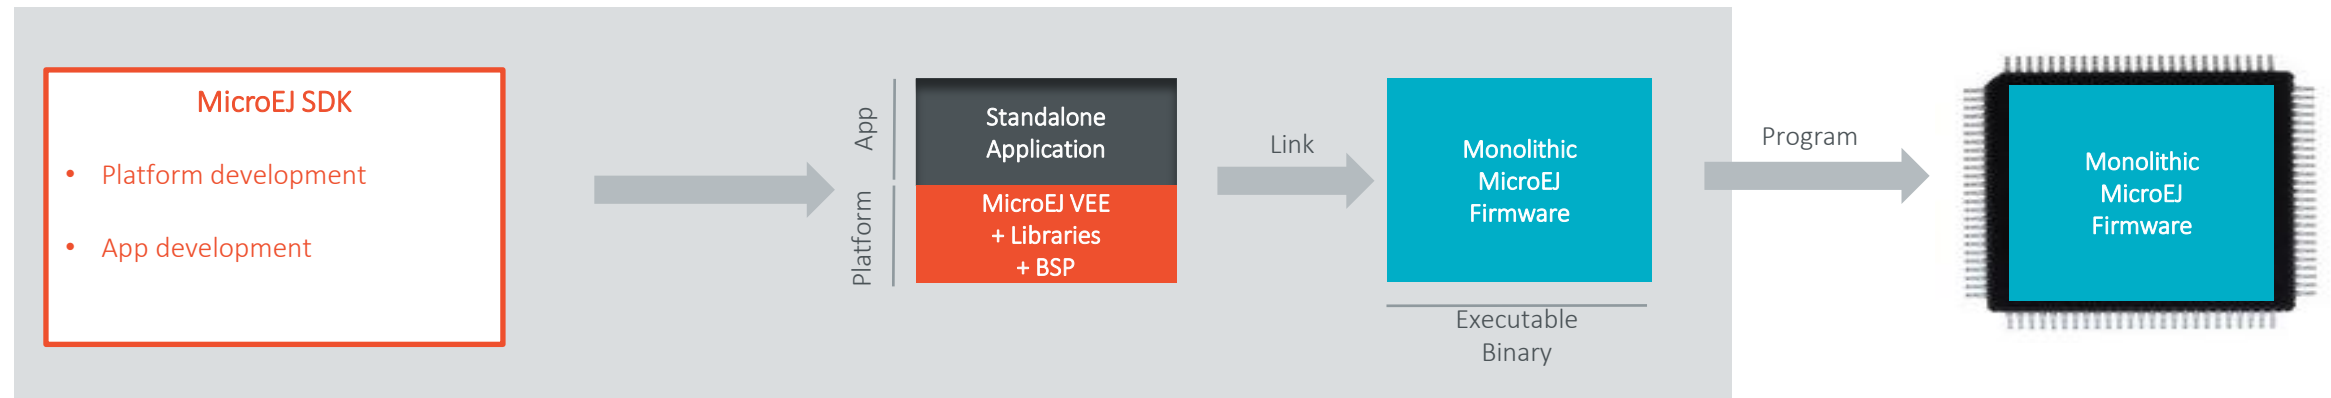 MicroEJ SDK
• Platform development
• App development
App
Platform
Standalone
Application
MicroEJ VEE
+ Libraries
+ BSP
Link
Monolithic
MicroEJ
Firmware
Executable
Binary
Program
Monolithic
MicroEJ
Firmware